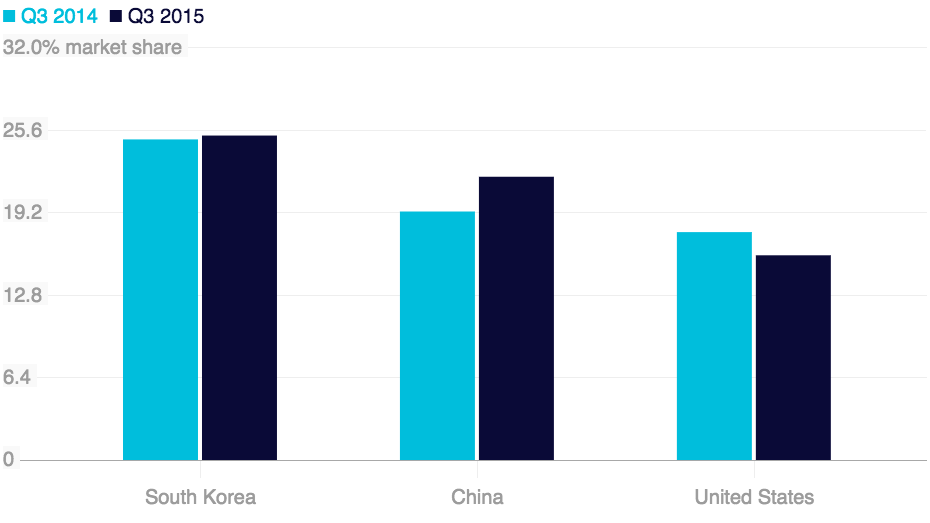 Q3 2014 Q3 2015
32.0% market share
25.6
19.2
12.8
6.4
0
South Korea China United States